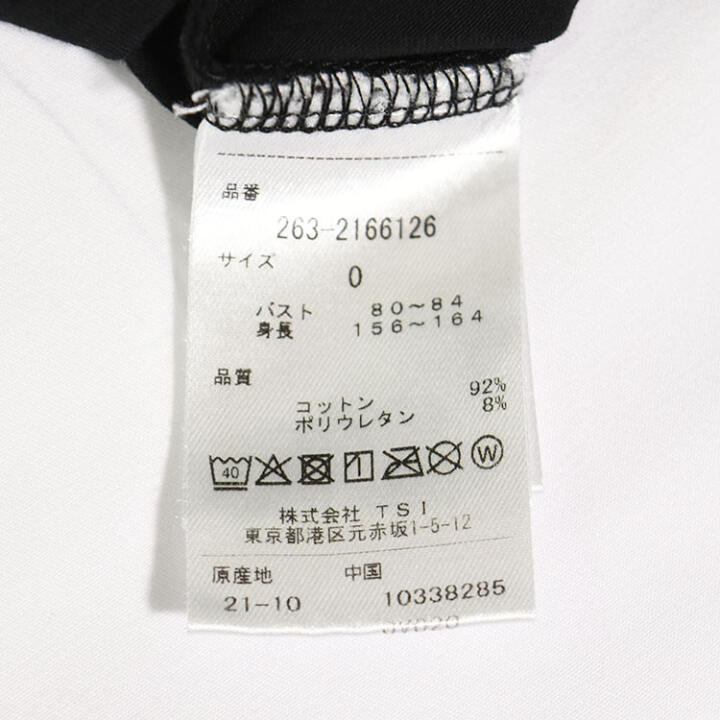 品番
263-2166126
サイズ
0
バスト 80～84
身長 156～164
品質
コットン 92%
ポリウレタン 8%
40 W
株式会社 TSI
東京都港区元赤坂1-5-12
原産地 中国
21-10 10338285